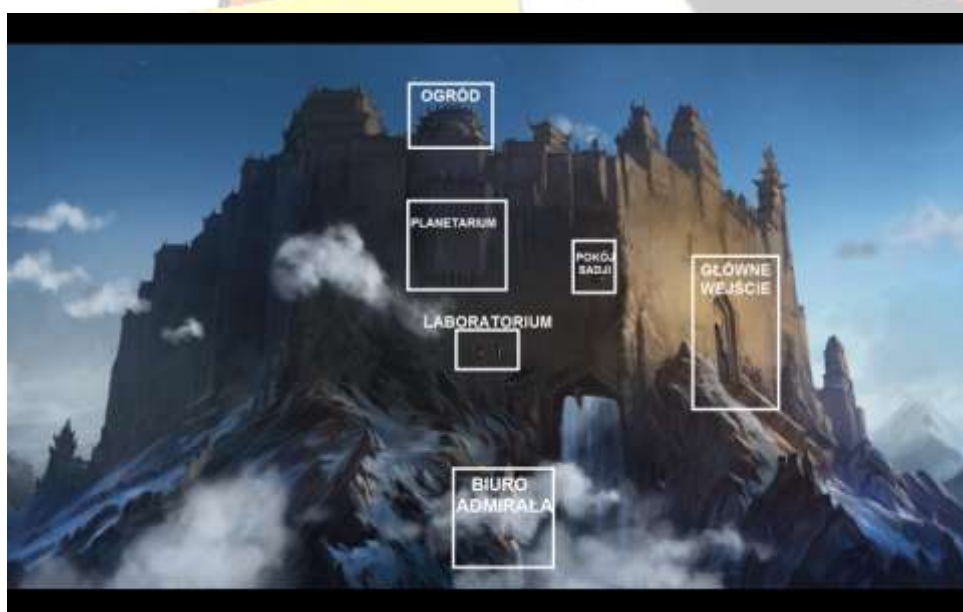 OGRÓD
PLANETARIUM
POKÓJ
SADJI
GŁÓWNE
WEJŚCIE
LABORATORIUM
BIURO
ADMIRAŁA